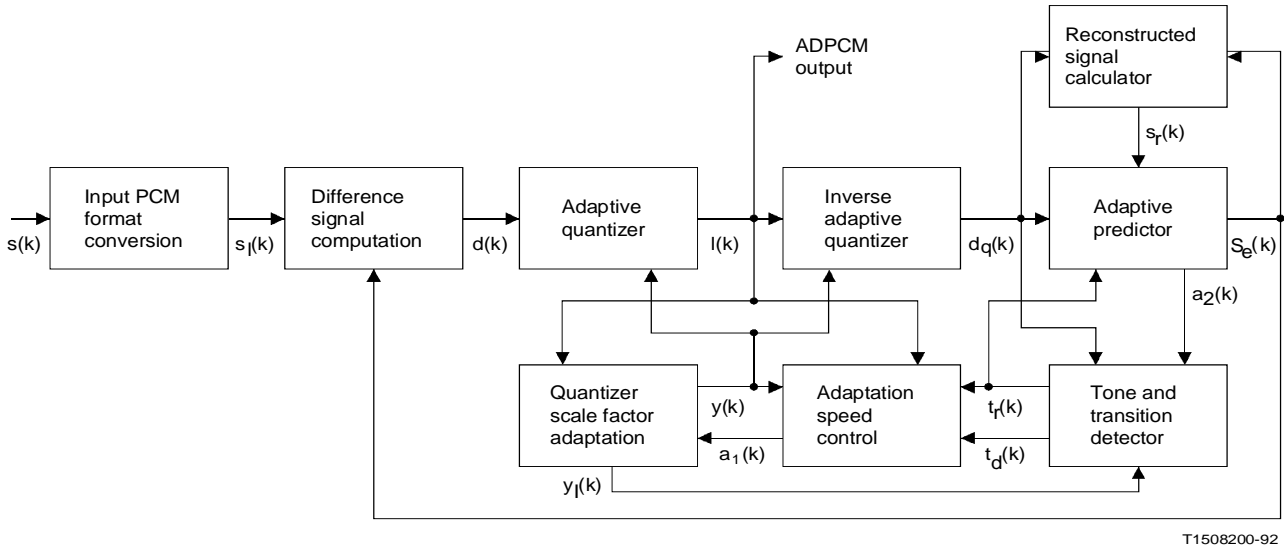 ADPCM
output
Reconstructed
signal
calculator
s_r(k)
Input PCM
format
conversion
Difference
signal
computation
Adaptive
quantizer
Inverse
adaptive
quantizer
Adaptive
predictor
s(k)
s_l(k)
d(k)
I(k)
d_q(k)
S_e(k)
a_2(k)
Quantizer
scale factor
adaptation
y(k)
Adaptation
speed
control
t_r(k)
Tone and
transition
detector
a_1(k)
t_d(k)
y_l(k)
T1508200-92